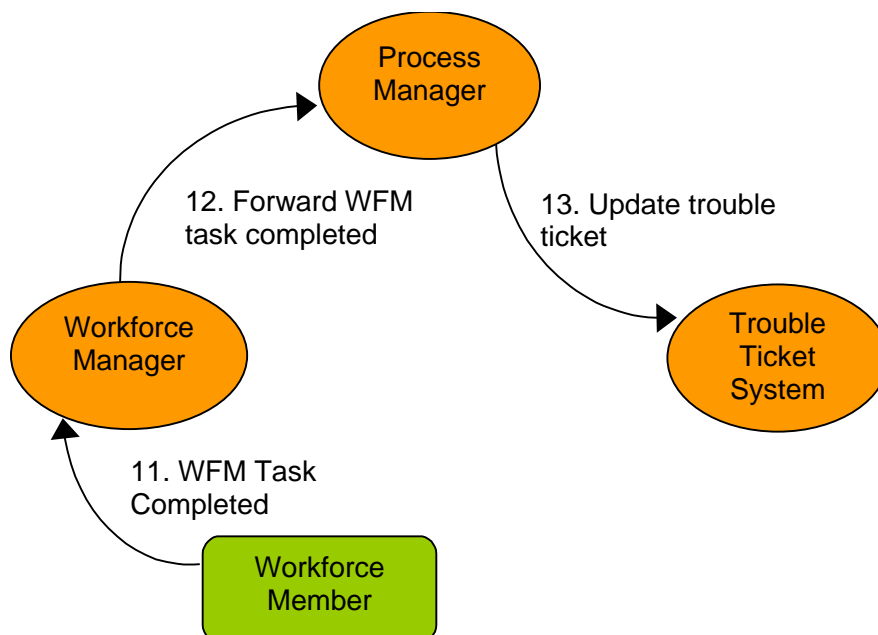 Process
Manager
12. Forward WFM
task completed
13. Update trouble
ticket
Workforce
Manager
Trouble
Ticket
System
11. WFM Task
Completed
Workforce
Member